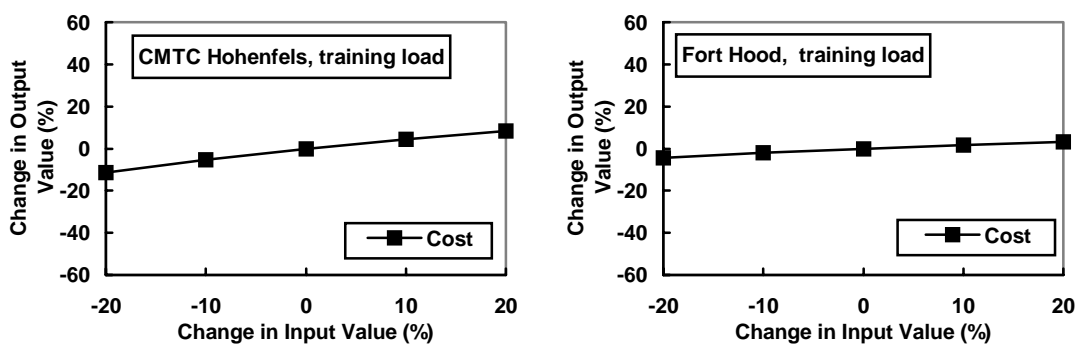 CMTC Hohenfels, training load
60
40
20
0
-20
-40
-60
Change in Output
Value (%)
Cost
-20 -10 0 10 20
Change in Input Value (%)
Fort Hood, training load
60
40
20
0
-20
-40
-60
Change in Output
Value (%)
Cost
-20 -10 0 10 20
Change in Input Value (%)